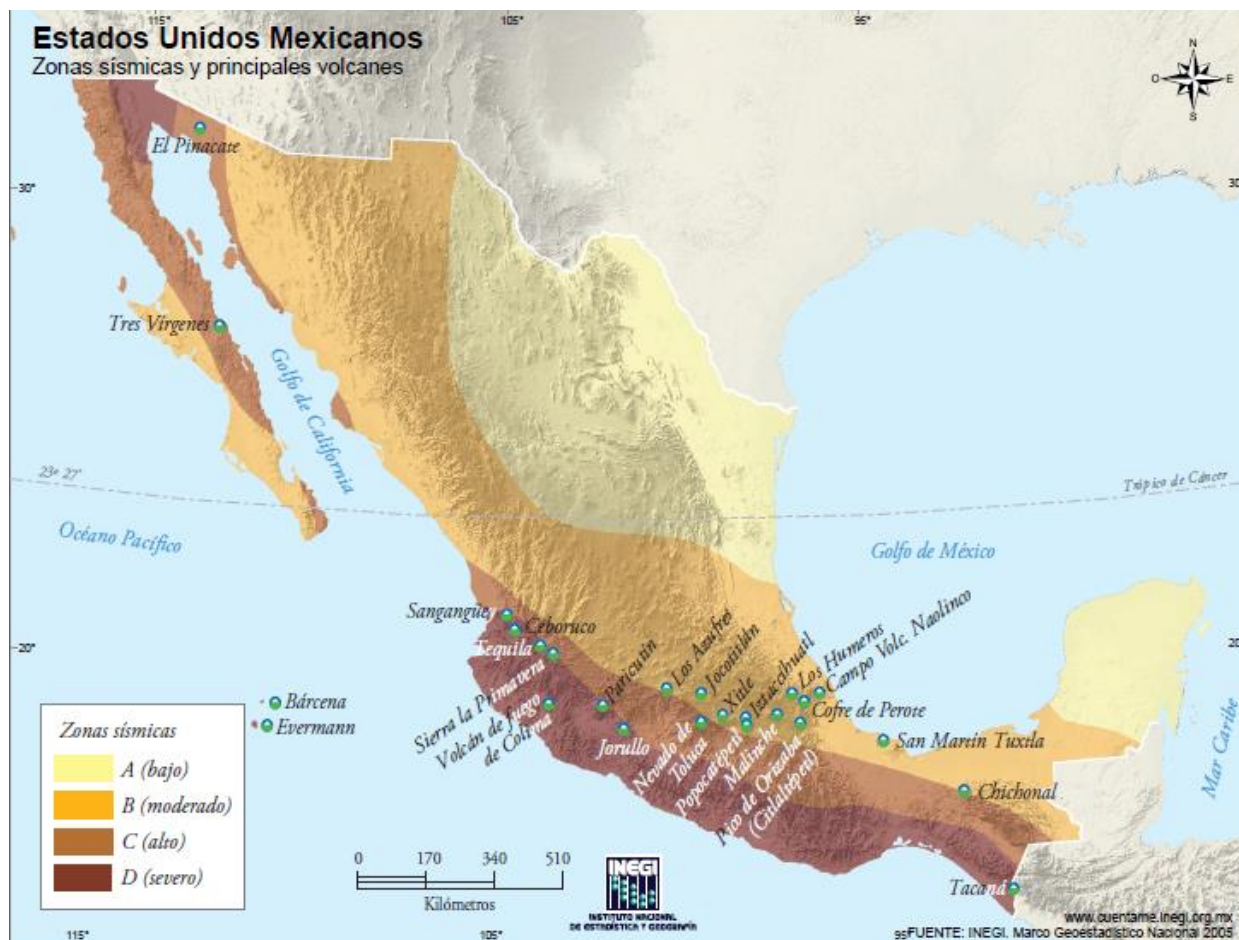 115°
105°
95°
Estados Unidos Mexicanos
Zonas sísmicas y principales volcanes
N
O
E
S
El Pinacate
30°
30
Tres Vírgenes
Golfo de California
23° 27'
Trópico de Cáncer
Océano Pacífico
Golfo de México
Sangangüey
Ceboruco
Tequila
Sierra la Primavera
Volcán de fuego
de Colima
Paricutín
Jorullo
Los Azufres
Jocotitlán
Xitle
Iztaccíhuatl
Los Humeros
Campo Volc. Naolinco
Cofre de Perote
Nevado de
Toluca
Popocatépetl
Malinche
Pico de Orizaba
(Citlaltépetl)
San Martín Tuxtla
Chichonal
Tacaná
20°
20
Mar Caribe
Bárcena
Evermann
Zonas sísmicas
A (bajo)
B (moderado)
C (alto)
D (severo)
0 170 340 510
Kilómetros
INEGI
INSTITUTO NACIONAL
DE ESTADÍSTICA Y GEOGRAFÍA
www.cuentame.inegi.org.mx
FUENTE: INEGI. Marco Geoestadístico Nacional 2005
115°
105°
95°